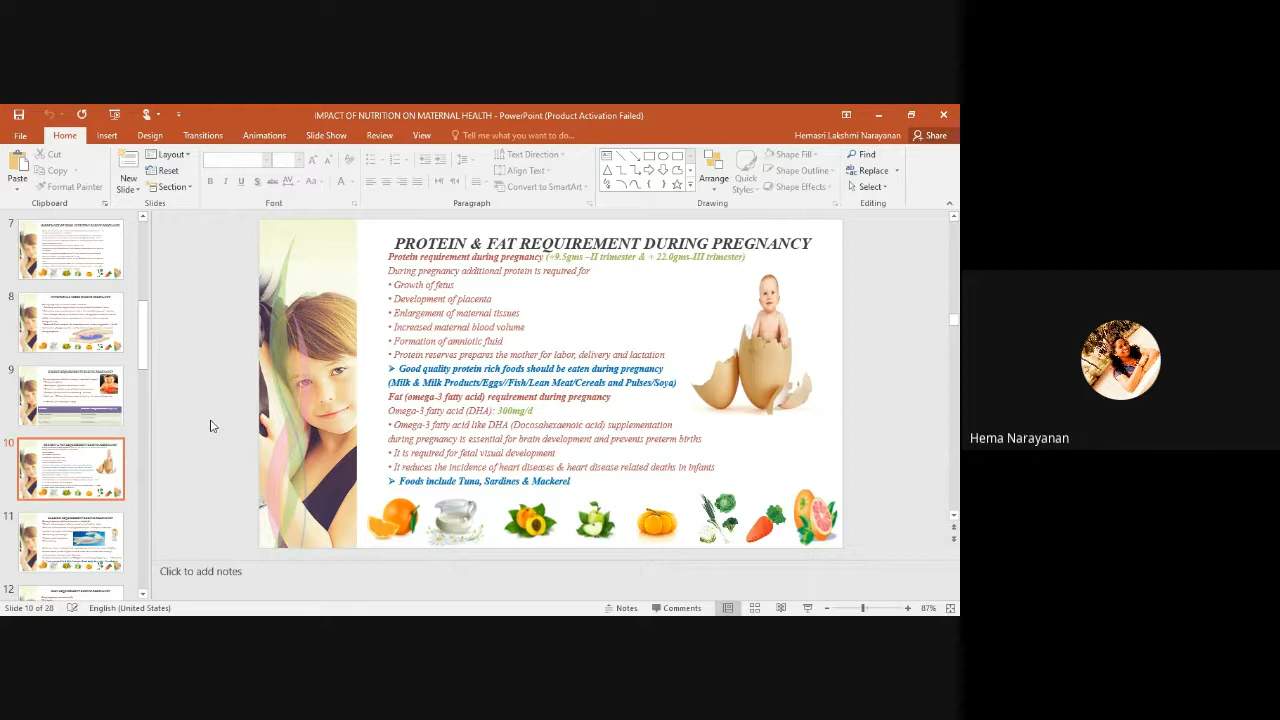 IMPACT OF NUTRITION ON MATERNAL HEALTH - PowerPoint (Product Activation Failed)
File Home Insert Design Transitions Animations Slide Show Review View Tell me what you want to do... Hemasri Lakshmi Narayanan Share
Paste
Cut
Copy
Format Painter
Clipboard
New Slide
Layout
Reset
Section
Slides
Font
Text Direction
Align Text
Convert to SmartArt
Paragraph
Arrange
Quick Styles
Shape Fill
Shape Outline
Shape Effects
Drawing
Find
Replace
Select
Editing
7
8
9
10
11
12
PROTEIN & FAT REQUIREMENT DURING PREGNANCY
Protein requirement during pregnancy (+9.5gms –II trimester & + 22.0gms-III trimester)
During pregnancy additional protein is required for
• Growth of fetus
• Development of placenta
• Enlargement of maternal tissues
• Increased maternal blood volume
• Formation of amniotic fluid
• Protein reserves prepares the mother for labor, delivery and lactation
➤ Good quality protein rich foods should be eaten during pregnancy
(Milk & Milk Products/Eggs/Fish/Lean Meat/Cereals and Pulses/Soya)
Fat (omega-3 fatty acid) requirement during pregnancy
Omega-3 fatty acid (DHA): 300mg/d
• Omega-3 fatty acid like DHA (Docosahexaenoic acid) supplementation
during pregnancy is essential for brain development and prevents preterm births
• is required for fetal visual development
• reduces the incidence of heart diseases & heart disease related deaths in infants
➤ Foods include Tuna, sardines & Mackerel
Click to add notes
Slide 10 of 28 English (United States) Notes Comments 87%
Hema Narayanan